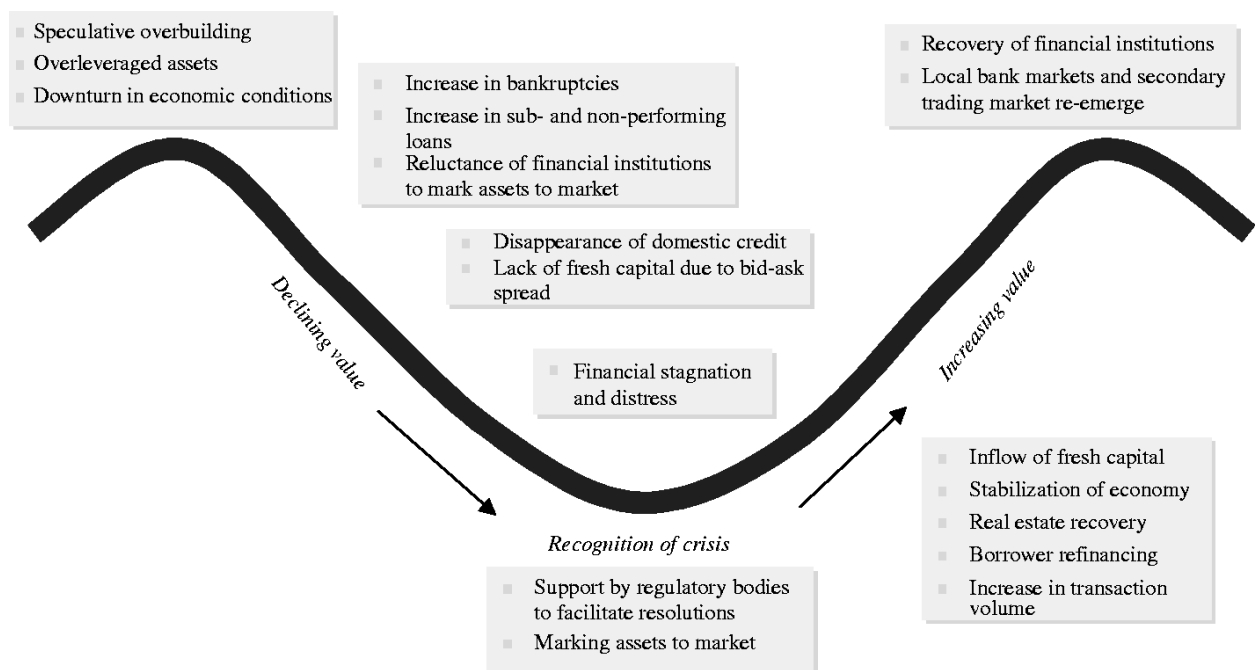 Speculative overbuilding
Overleveraged assets
Downturn in economic conditions
Increase in bankruptcies
Increase in sub- and non-performing
loans
Reluctance of financial institutions
to mark assets to market
Disappearance of domestic credit
Lack of fresh capital due to bid-ask
spread
Financial stagnation
and distress
Declining value
Recognition of crisis
Support by regulatory bodies
to facilitate resolutions
Marking assets to market
Increasing value
Inflow of fresh capital
Stabilization of economy
Real estate recovery
Borrower refinancing
Increase in transaction
volume
Recovery of financial institutions
Local bank markets and secondary
trading market re-emerge